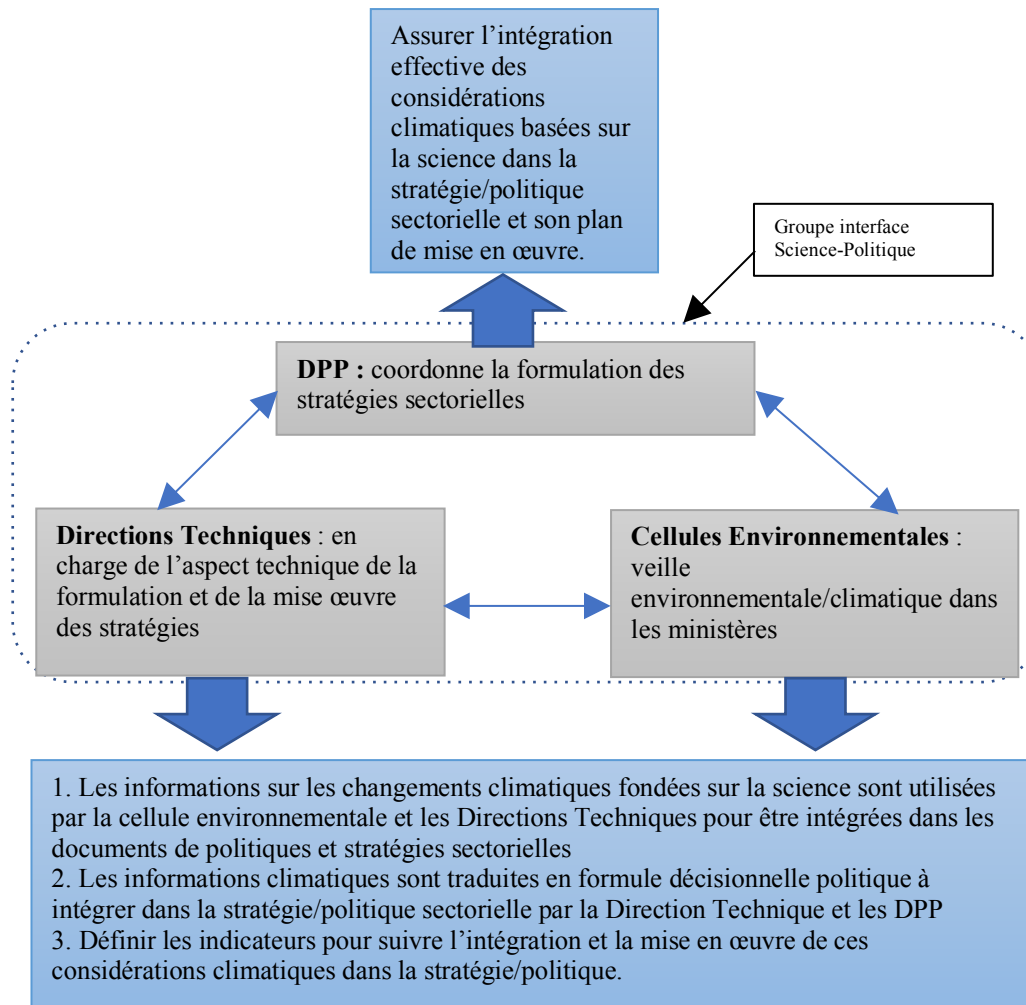 Assurer l’intégration
effective des
considérations
climatiques basées sur
la science dans la
stratégie/politique
sectorielle et son plan
de mise en œuvre.
Groupe interface
Science-Politique
DPP : coordonne la formulation des
stratégies sectorielles
Directions Techniques : en
charge de l’aspect technique de la
formulation et de la mise œuvre
des stratégies
Cellules Environnementales :
veille
environnementale/climatique dans
les ministères
1. Les informations sur les changements climatiques fondées sur la science sont utilisées
par la cellule environnementale et les Directions Techniques pour être intégrées dans les
documents de politiques et stratégies sectorielles
2. Les informations climatiques sont traduites en formule décisionnelle politique à
intégrer dans la stratégie/politique sectorielle par la Direction Technique et les DPP
3. Définir les indicateurs pour suivre l’intégration et la mise en œuvre de ces
considérations climatiques dans la stratégie/politique.